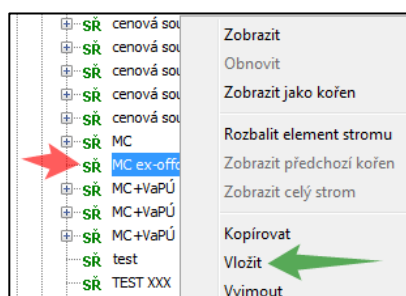 SŘ cenová sou
SŘ cenová sou
SŘ cenová sou
SŘ cenová sou
SŘ cenová sou
SŘ MC
SŘ MC ex-offo
SŘ MC+VaPÚ
SŘ MC+VaPÚ
SŘ MC+VaPÚ
SŘ test
SŘ TEST XXX
Zobrazit
Obnovit
Zobrazit jako kořen
Rozbalit element stromu
Zobrazit předchozí kořen
Zobrazit celý strom
Kopírovat
Vložit
Vyjmout